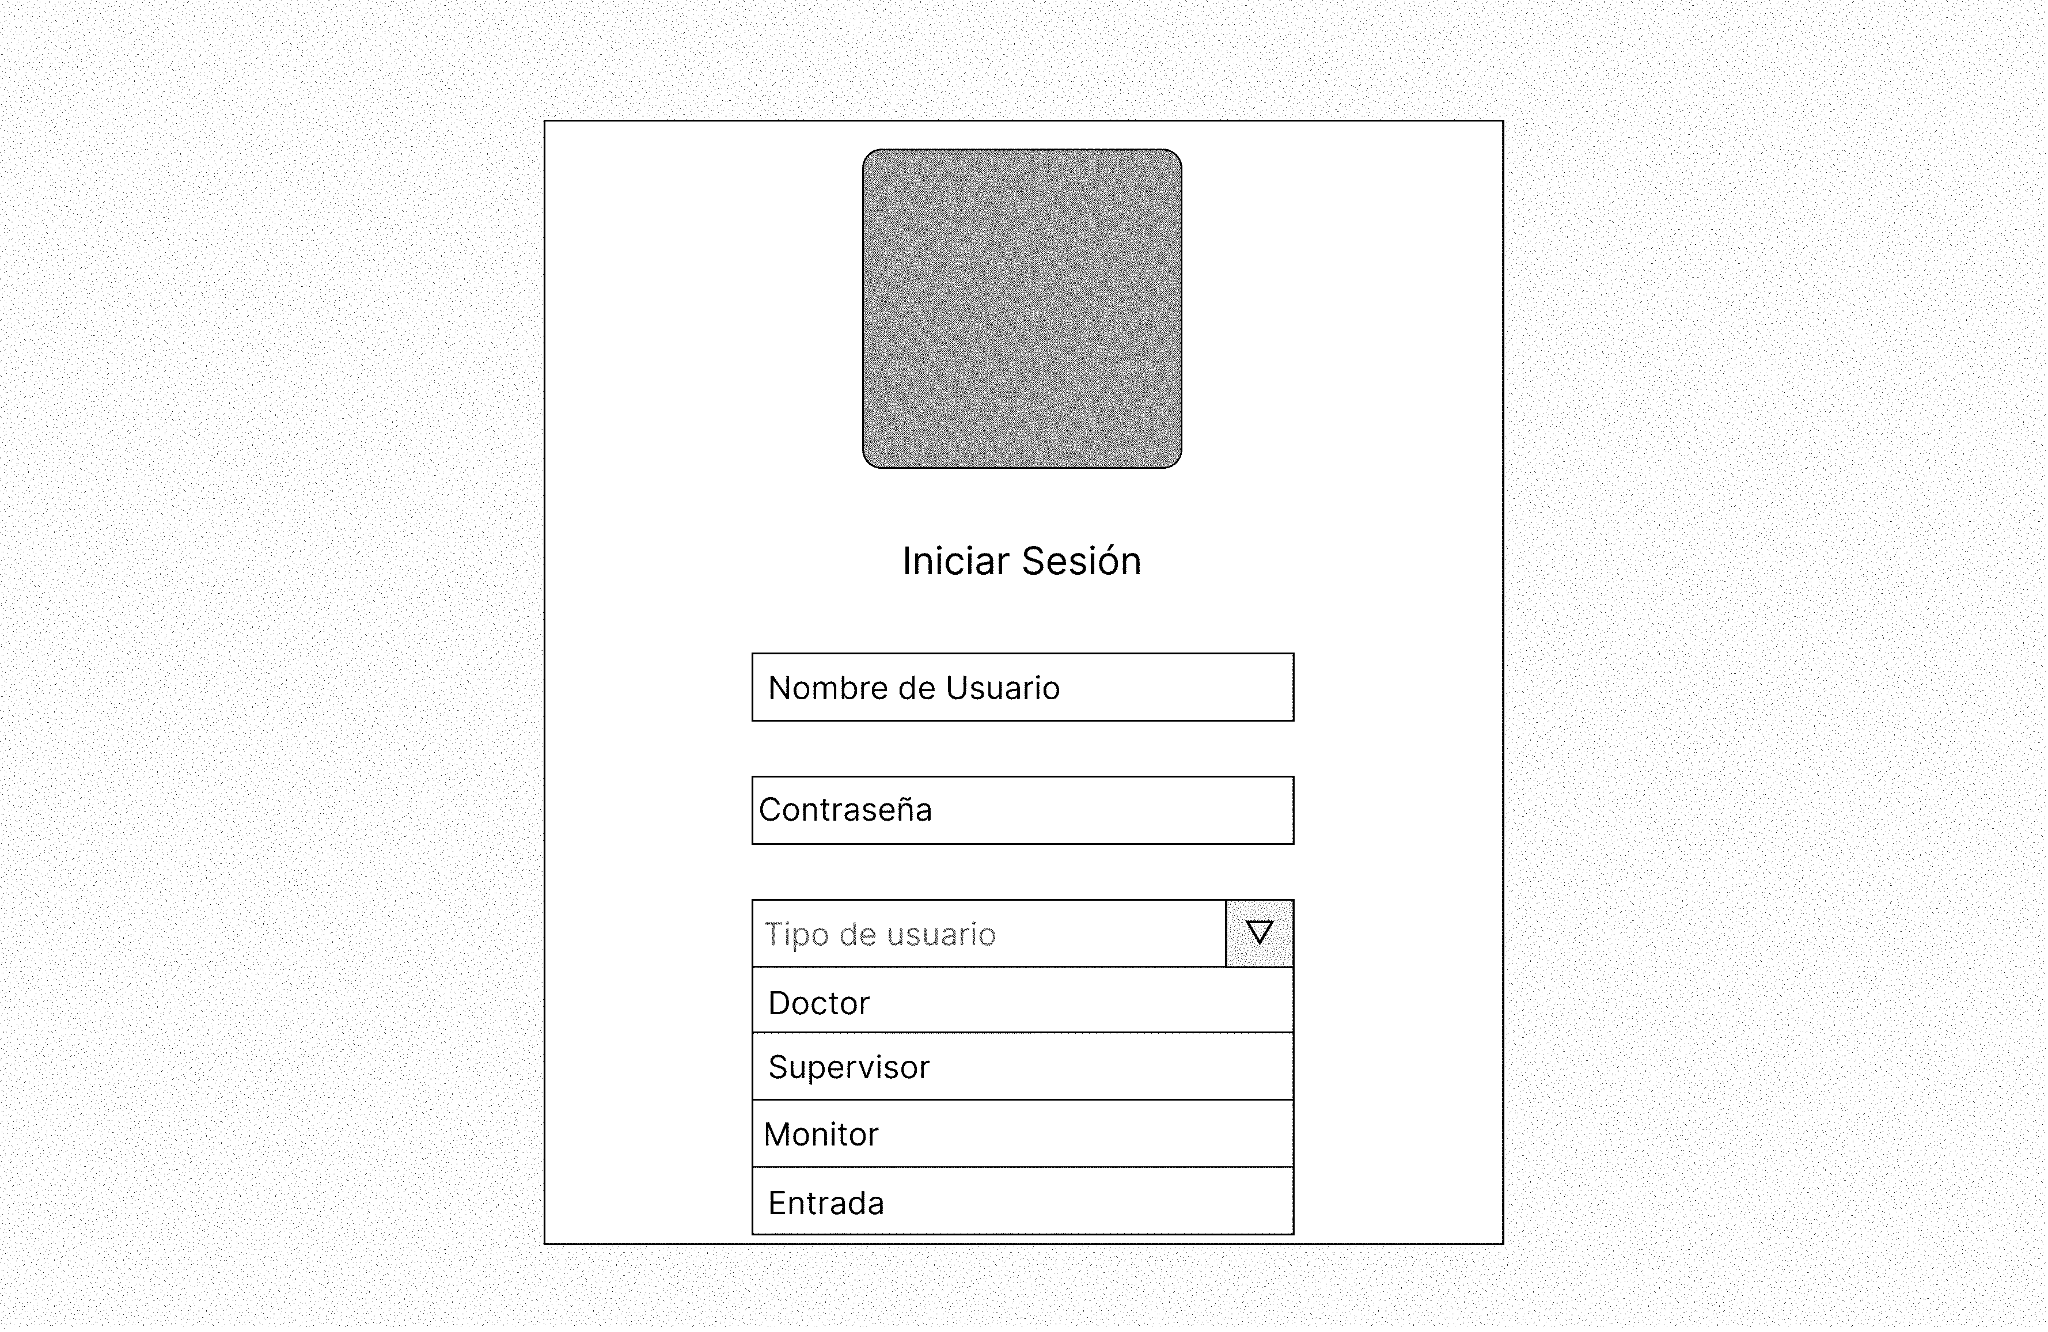 Iniciar Sesión
Nombre de Usuario
Contraseña
Tipo de usuario
Doctor
Supervisor
Monitor
Entrada